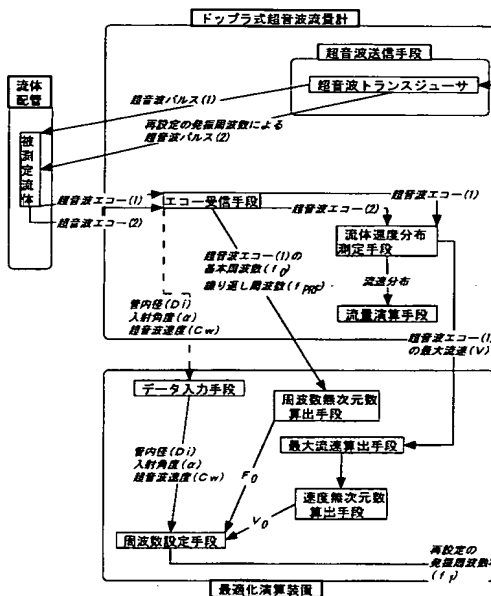 ドップラ式超音波流量計
超音波送信手段
超音波トランスジューサ
流体
配管
超音波パルス(1)
再設定の発振周波数による
超音波パルス(2)
被測定流体
超音波エコー(1)
超音波エコー(2)
エコー受信手段
超音波エコー(1)
超音波エコー(2)
流体速度分布
測定手段
超音波エコー(1)の
基本周波数(f0)
繰り返し周波数(fPRF)
流速分布
流量演算手段
管内径(Di)
入射角度(α)
超音波速度(Cw)
超音波エコー(1)
の最大流速(V)
データ入力手段
周波数無次元数
算出手段
最大流速算出手段
管内径(Di)
入射角度(α)
超音波速度(Cw)
F0
速度無次元数
算出手段
V0
周波数設定手段
再設定の
発振周波数
(fr)
最適化演算装置